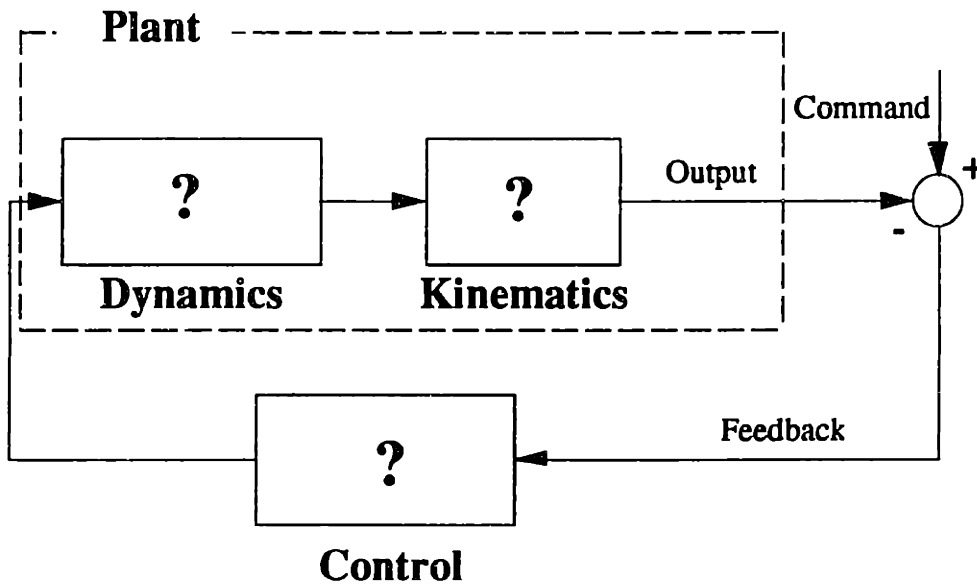 Plant
Command
+
?
?
Output
-
Dynamics
Kinematics
Feedback
?
Control